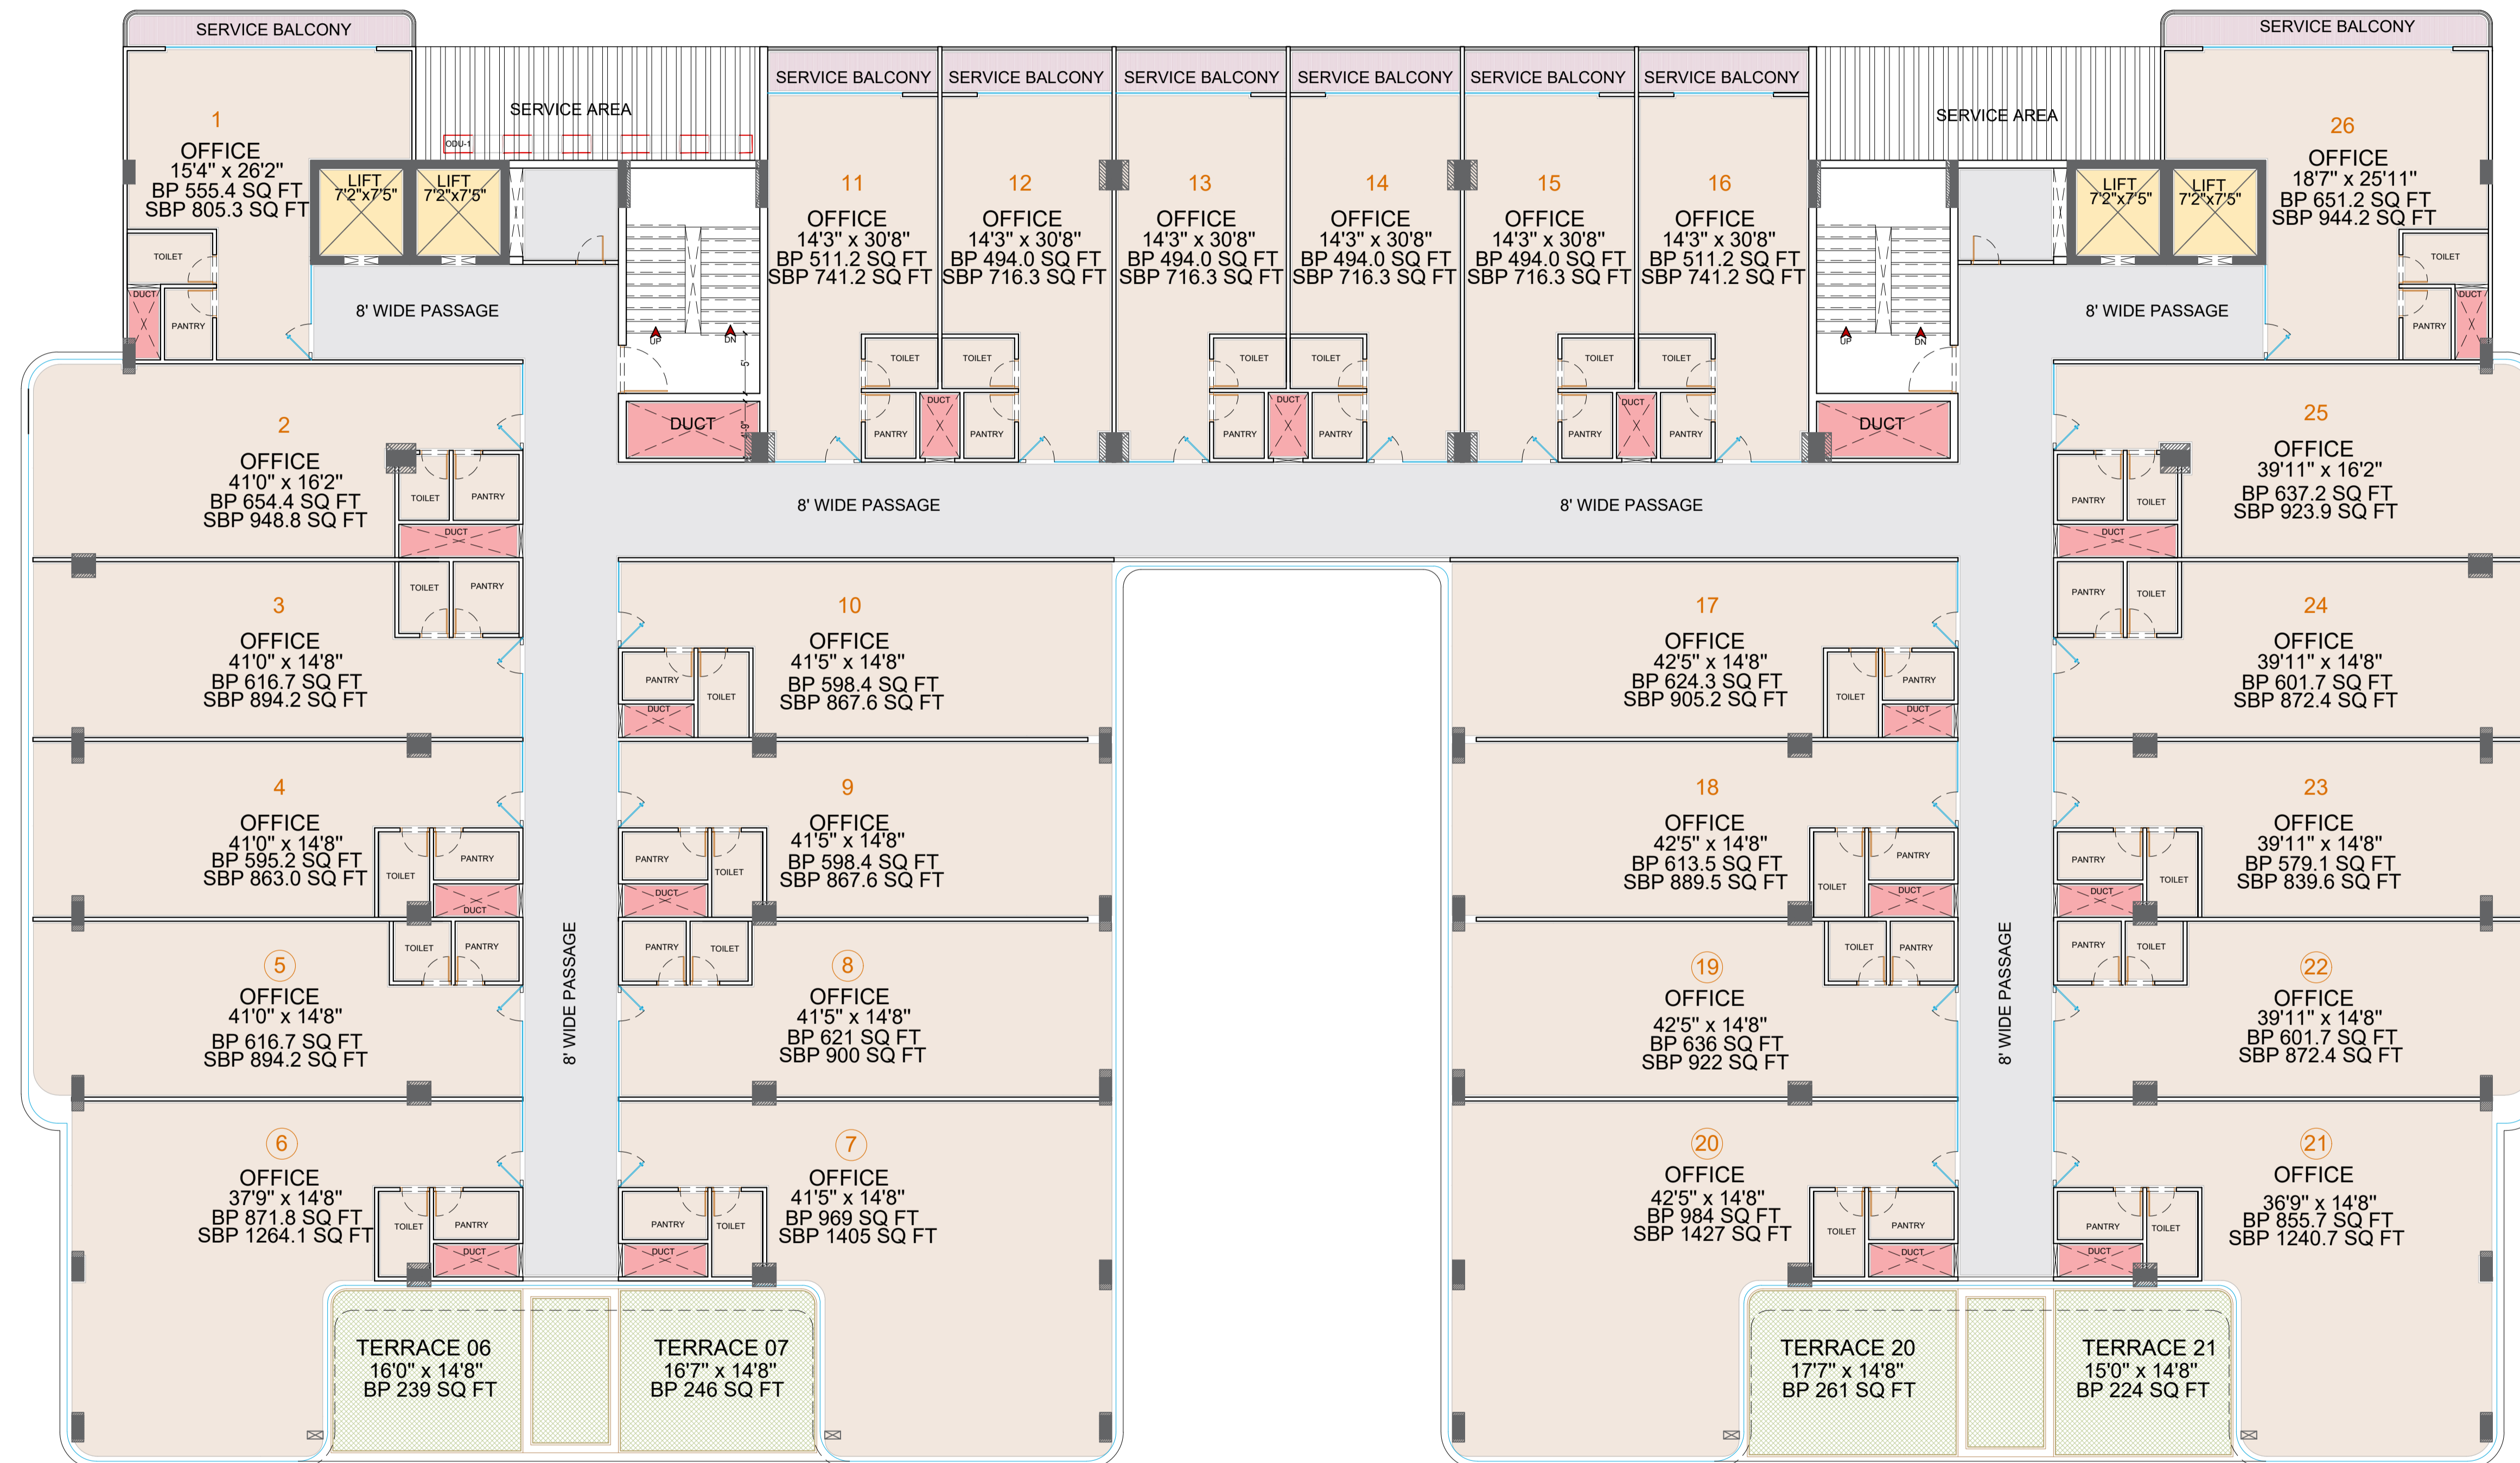 SERVICE BALCONY
1
OFFICE
15'4" x 26'2"
BP 555.4 SQ FT
SBP 805.3 SQ FT
TOILET
DUCT
PANTRY
LIFT
7'2"x7'5"
LIFT
7'2"x7'5"
SERVICE AREA
ODU-1
8' WIDE PASSAGE
UP
DN
5'
DUCT
SERVICE BALCONY
11
OFFICE
14'3" x 30'8"
BP 511.2 SQ FT
SBP 741.2 SQ FT
TOILET
PANTRY
DUCT
SERVICE BALCONY
12
OFFICE
14'3" x 30'8"
BP 494.0 SQ FT
SBP 716.3 SQ FT
TOILET
PANTRY
SERVICE BALCONY
13
OFFICE
14'3" x 30'8"
BP 494.0 SQ FT
SBP 716.3 SQ FT
TOILET
PANTRY
DUCT
SERVICE BALCONY
14
OFFICE
14'3" x 30'8"
BP 494.0 SQ FT
SBP 716.3 SQ FT
TOILET
PANTRY
SERVICE BALCONY
15
OFFICE
14'3" x 30'8"
BP 494.0 SQ FT
SBP 716.3 SQ FT
TOILET
PANTRY
DUCT
SERVICE BALCONY
16
OFFICE
14'3" x 30'8"
BP 511.2 SQ FT
SBP 741.2 SQ FT
TOILET
PANTRY
SERVICE AREA
UP
DN
DUCT
LIFT
7'2"x7'5"
LIFT
7'2"x7'5"
8' WIDE PASSAGE
SERVICE BALCONY
26
OFFICE
18'7" x 25'11"
BP 651.2 SQ FT
SBP 944.2 SQ FT
TOILET
DUCT
PANTRY
8' WIDE PASSAGE
8' WIDE PASSAGE
2
OFFICE
41'0" x 16'2"
BP 654.4 SQ FT
SBP 948.8 SQ FT
TOILET
PANTRY
DUCT
3
OFFICE
41'0" x 14'8"
BP 616.7 SQ FT
SBP 894.2 SQ FT
TOILET
PANTRY
4
OFFICE
41'0" x 14'8"
BP 595.2 SQ FT
SBP 863.0 SQ FT
TOILET
PANTRY
DUCT
5
OFFICE
41'0" x 14'8"
BP 616.7 SQ FT
SBP 894.2 SQ FT
TOILET
PANTRY
6
OFFICE
37'9" x 14'8"
BP 871.8 SQ FT
SBP 1264.1 SQ FT
TOILET
PANTRY
DUCT
8' WIDE PASSAGE
10
OFFICE
41'5" x 14'8"
BP 598.4 SQ FT
SBP 867.6 SQ FT
PANTRY
TOILET
DUCT
9
OFFICE
41'5" x 14'8"
BP 598.4 SQ FT
SBP 867.6 SQ FT
PANTRY
TOILET
DUCT
8
OFFICE
41'5" x 14'8"
BP 621 SQ FT
SBP 900 SQ FT
PANTRY
TOILET
7
OFFICE
41'5" x 14'8"
BP 969 SQ FT
SBP 1405 SQ FT
PANTRY
TOILET
DUCT
TERRACE 06
16'0" x 14'8"
BP 239 SQ FT
TERRACE 07
16'7" x 14'8"
BP 246 SQ FT
17
OFFICE
42'5" x 14'8"
BP 624.3 SQ FT
SBP 905.2 SQ FT
TOILET
PANTRY
DUCT
18
OFFICE
42'5" x 14'8"
BP 613.5 SQ FT
SBP 889.5 SQ FT
TOILET
PANTRY
DUCT
19
OFFICE
42'5" x 14'8"
BP 636 SQ FT
SBP 922 SQ FT
TOILET
PANTRY
20
OFFICE
42'5" x 14'8"
BP 984 SQ FT
SBP 1427 SQ FT
TOILET
PANTRY
DUCT
8' WIDE PASSAGE
25
OFFICE
39'11" x 16'2"
BP 637.2 SQ FT
SBP 923.9 SQ FT
PANTRY
TOILET
DUCT
24
OFFICE
39'11" x 14'8"
BP 601.7 SQ FT
SBP 872.4 SQ FT
PANTRY
TOILET
23
OFFICE
39'11" x 14'8"
BP 579.1 SQ FT
SBP 839.6 SQ FT
PANTRY
TOILET
DUCT
22
OFFICE
39'11" x 14'8"
BP 601.7 SQ FT
SBP 872.4 SQ FT
PANTRY
TOILET
21
OFFICE
36'9" x 14'8"
BP 855.7 SQ FT
SBP 1240.7 SQ FT
PANTRY
TOILET
DUCT
TERRACE 20
17'7" x 14'8"
BP 261 SQ FT
TERRACE 21
15'0" x 14'8"
BP 224 SQ FT